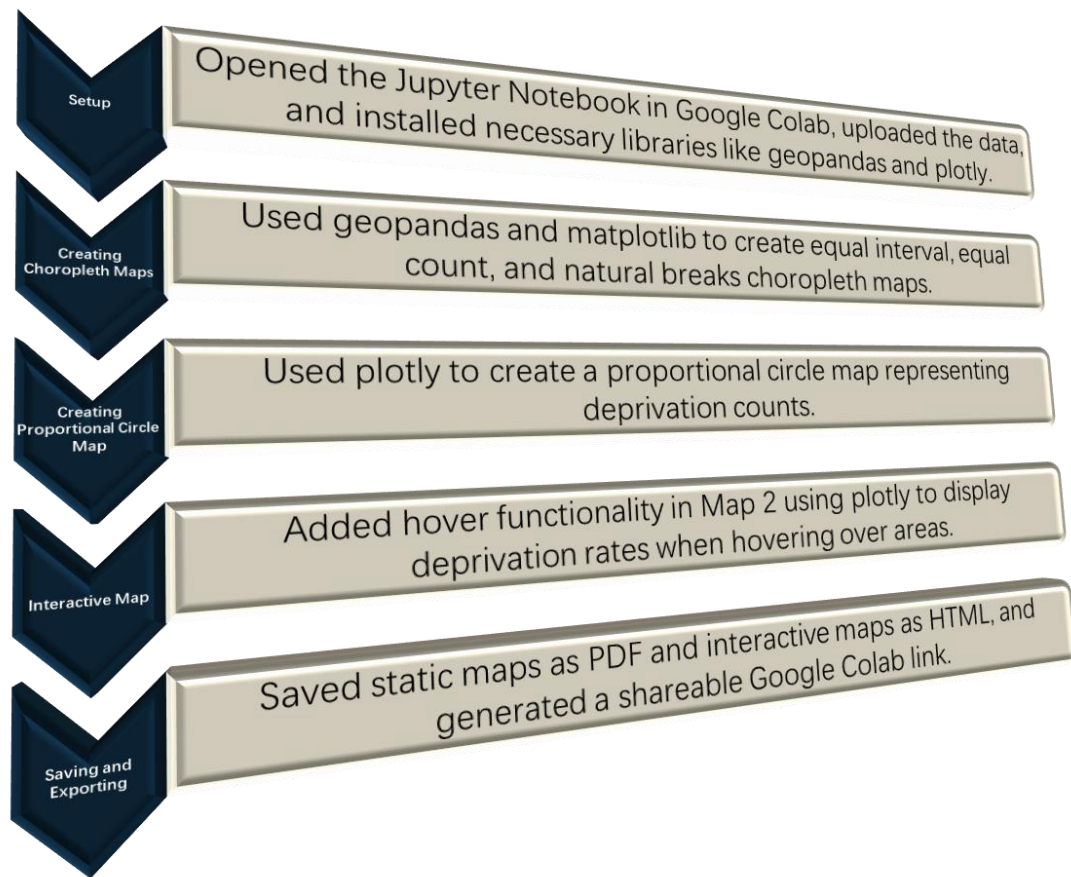 Setup
Opened the Jupyter Notebook in Google Colab, uploaded the data,
and installed necessary libraries like geopandas and plotly.
Creating
Choropleth Maps
Used geopandas and matplotlib to create equal interval, equal
count, and natural breaks choropleth maps.
Creating
Proportional Circle
Map
Used plotly to create a proportional circle map representing
deprivation counts.
Interactive Map
Added hover functionality in Map 2 using plotly to display
deprivation rates when hovering over areas.
Saving and
Exporting
Saved static maps as PDF and interactive maps as HTML, and
generated a shareable Google Colab link.